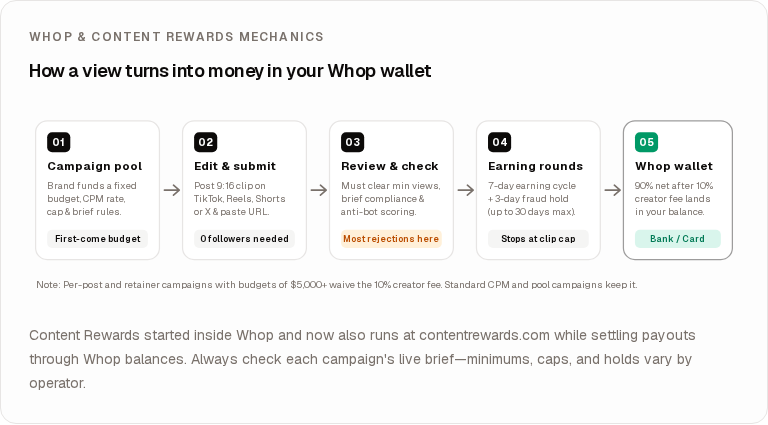 WHOP & CONTENT REWARDS MECHANICS
How a view turns into money in your Whop wallet
01
Campaign pool
Brand funds a fixed
budget, CPM rate,
cap & brief rules.
First-come budget
02
Edit & submit
Post 9:16 clip on
TikTok, Reels, Shorts
or X & paste URL.
0 followers needed
03
Review & check
Must clear min views,
brief compliance &
anti-bot scoring.
Most rejections here
04
Earning rounds
7-day earning cycle
+ 3-day fraud hold
(up to 30 days max).
Stops at clip cap
05
Whop wallet
90% net after 10%
creator fee lands
in your balance.
Bank / Card
Note: Per-post and retainer campaigns with budgets of $5,000+ waive the 10% creator fee. Standard CPM and pool campaigns keep it.
Content Rewards started inside Whop and now also runs at contentrewards.com while settling payouts
through Whop balances. Always check each campaign's live brief—minimums, caps, and holds vary by
operator.